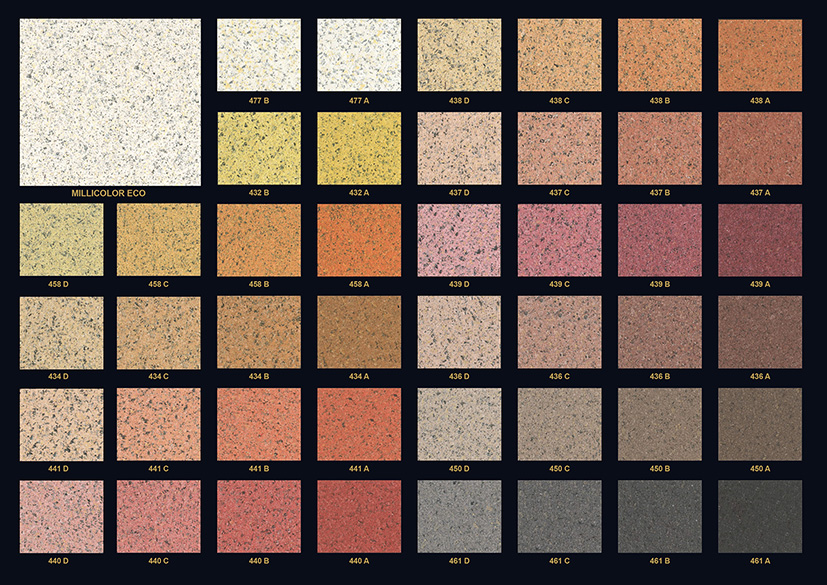 477 B 477 A 438 D 438 C 438 B 438 A
MILLICOLOR ECO 432 B 432 A 437 D 437 C 437 B 437 A
458 D 458 C 458 B 458 A 439 D 439 C 439 B 439 A
434 D 434 C 434 B 434 A 436 D 436 C 436 B 436 A
441 D 441 C 441 B 441 A 450 D 450 C 450 B 450 A
440 D 440 C 440 B 440 A 461 D 461 C 461 B 461 A